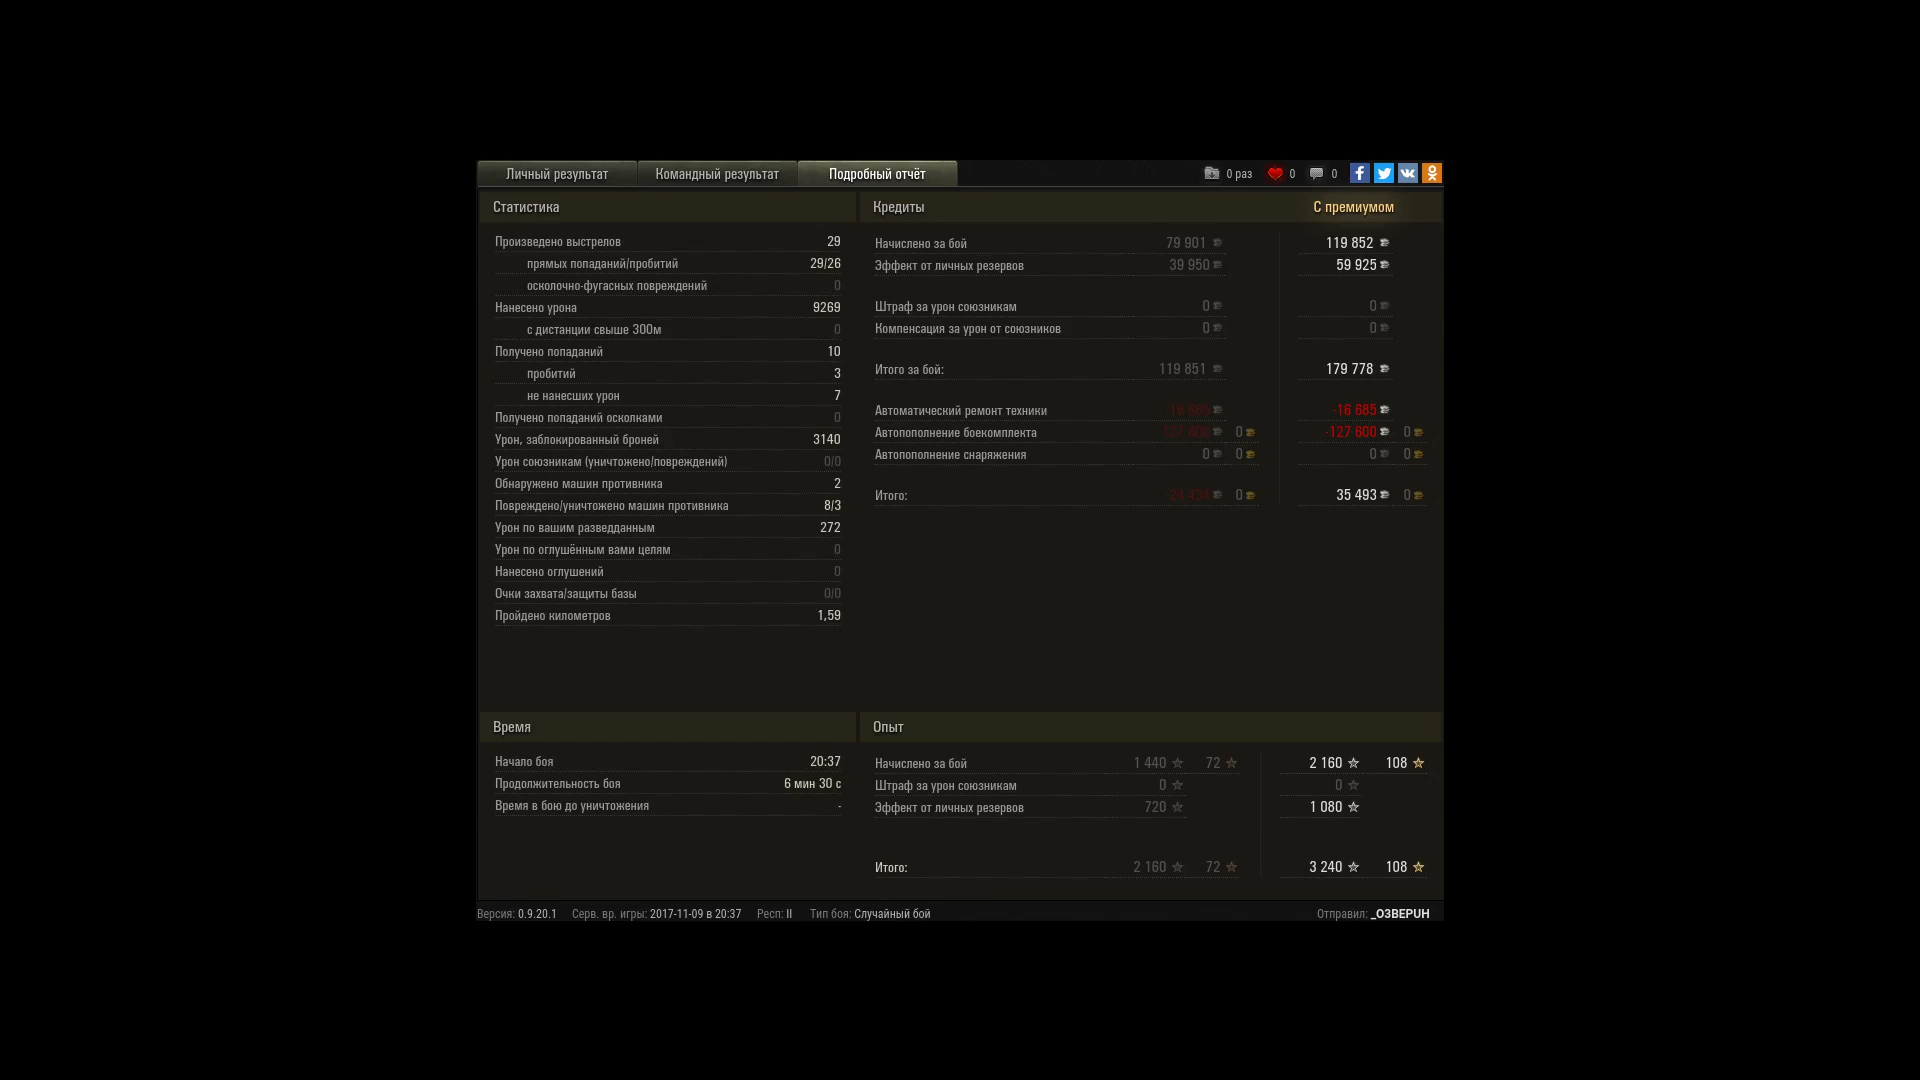 Личный результат Командный результат Подробный отчёт 0 раз 0 0
Статистика
Произведено выстрелов 29
прямых попаданий/пробитий 29/26
осколочно-фугасных повреждений 0
Нанесено урона 9269
с дистанции свыше 300м 0
Получено попаданий 10
пробитий 3
не нанесших урон 7
Получено попаданий осколками 0
Урон, заблокированный броней 3140
Урон союзникам (уничтожено/повреждений) 0/0
Обнаружено машин противника 2
Повреждено/уничтожено машин противника 8/3
Урон по вашим разведданным 272
Урон по оглушённым вами целям 0
Нанесено оглушений 0
Очки захвата/защиты базы 0/0
Пройдено километров 1,59
Кредиты С премиумом
Начислено за бой 79 901 119 852
Эффект от личных резервов 39 950 59 925
Штраф за урон союзникам 0 0
Компенсация за урон от союзников 0 0
Итого за бой: 119 851 179 778
Автоматический ремонт техники -16 685 -16 685
Автопополнение боекомплекта -127 600 0 -127 600 0
Автопополнение снаряжения 0 0 0 0
Итого: -24 434 0 35 493 0
Время
Начало боя 20:37
Продолжительность боя 6 мин 30 с
Время в бою до уничтожения -
Опыт
Начислено за бой 1 440 72 2 160 108
Штраф за урон союзникам 0 0
Эффект от личных резервов 720 1 080
Итого: 2 160 72 3 240 108
Версия: 0.9.20.1 Серв. вр. игры: 2017-11-09 в 20:37 Респ: II Тип боя: Случайный бой Отправил: _O3BEPUH